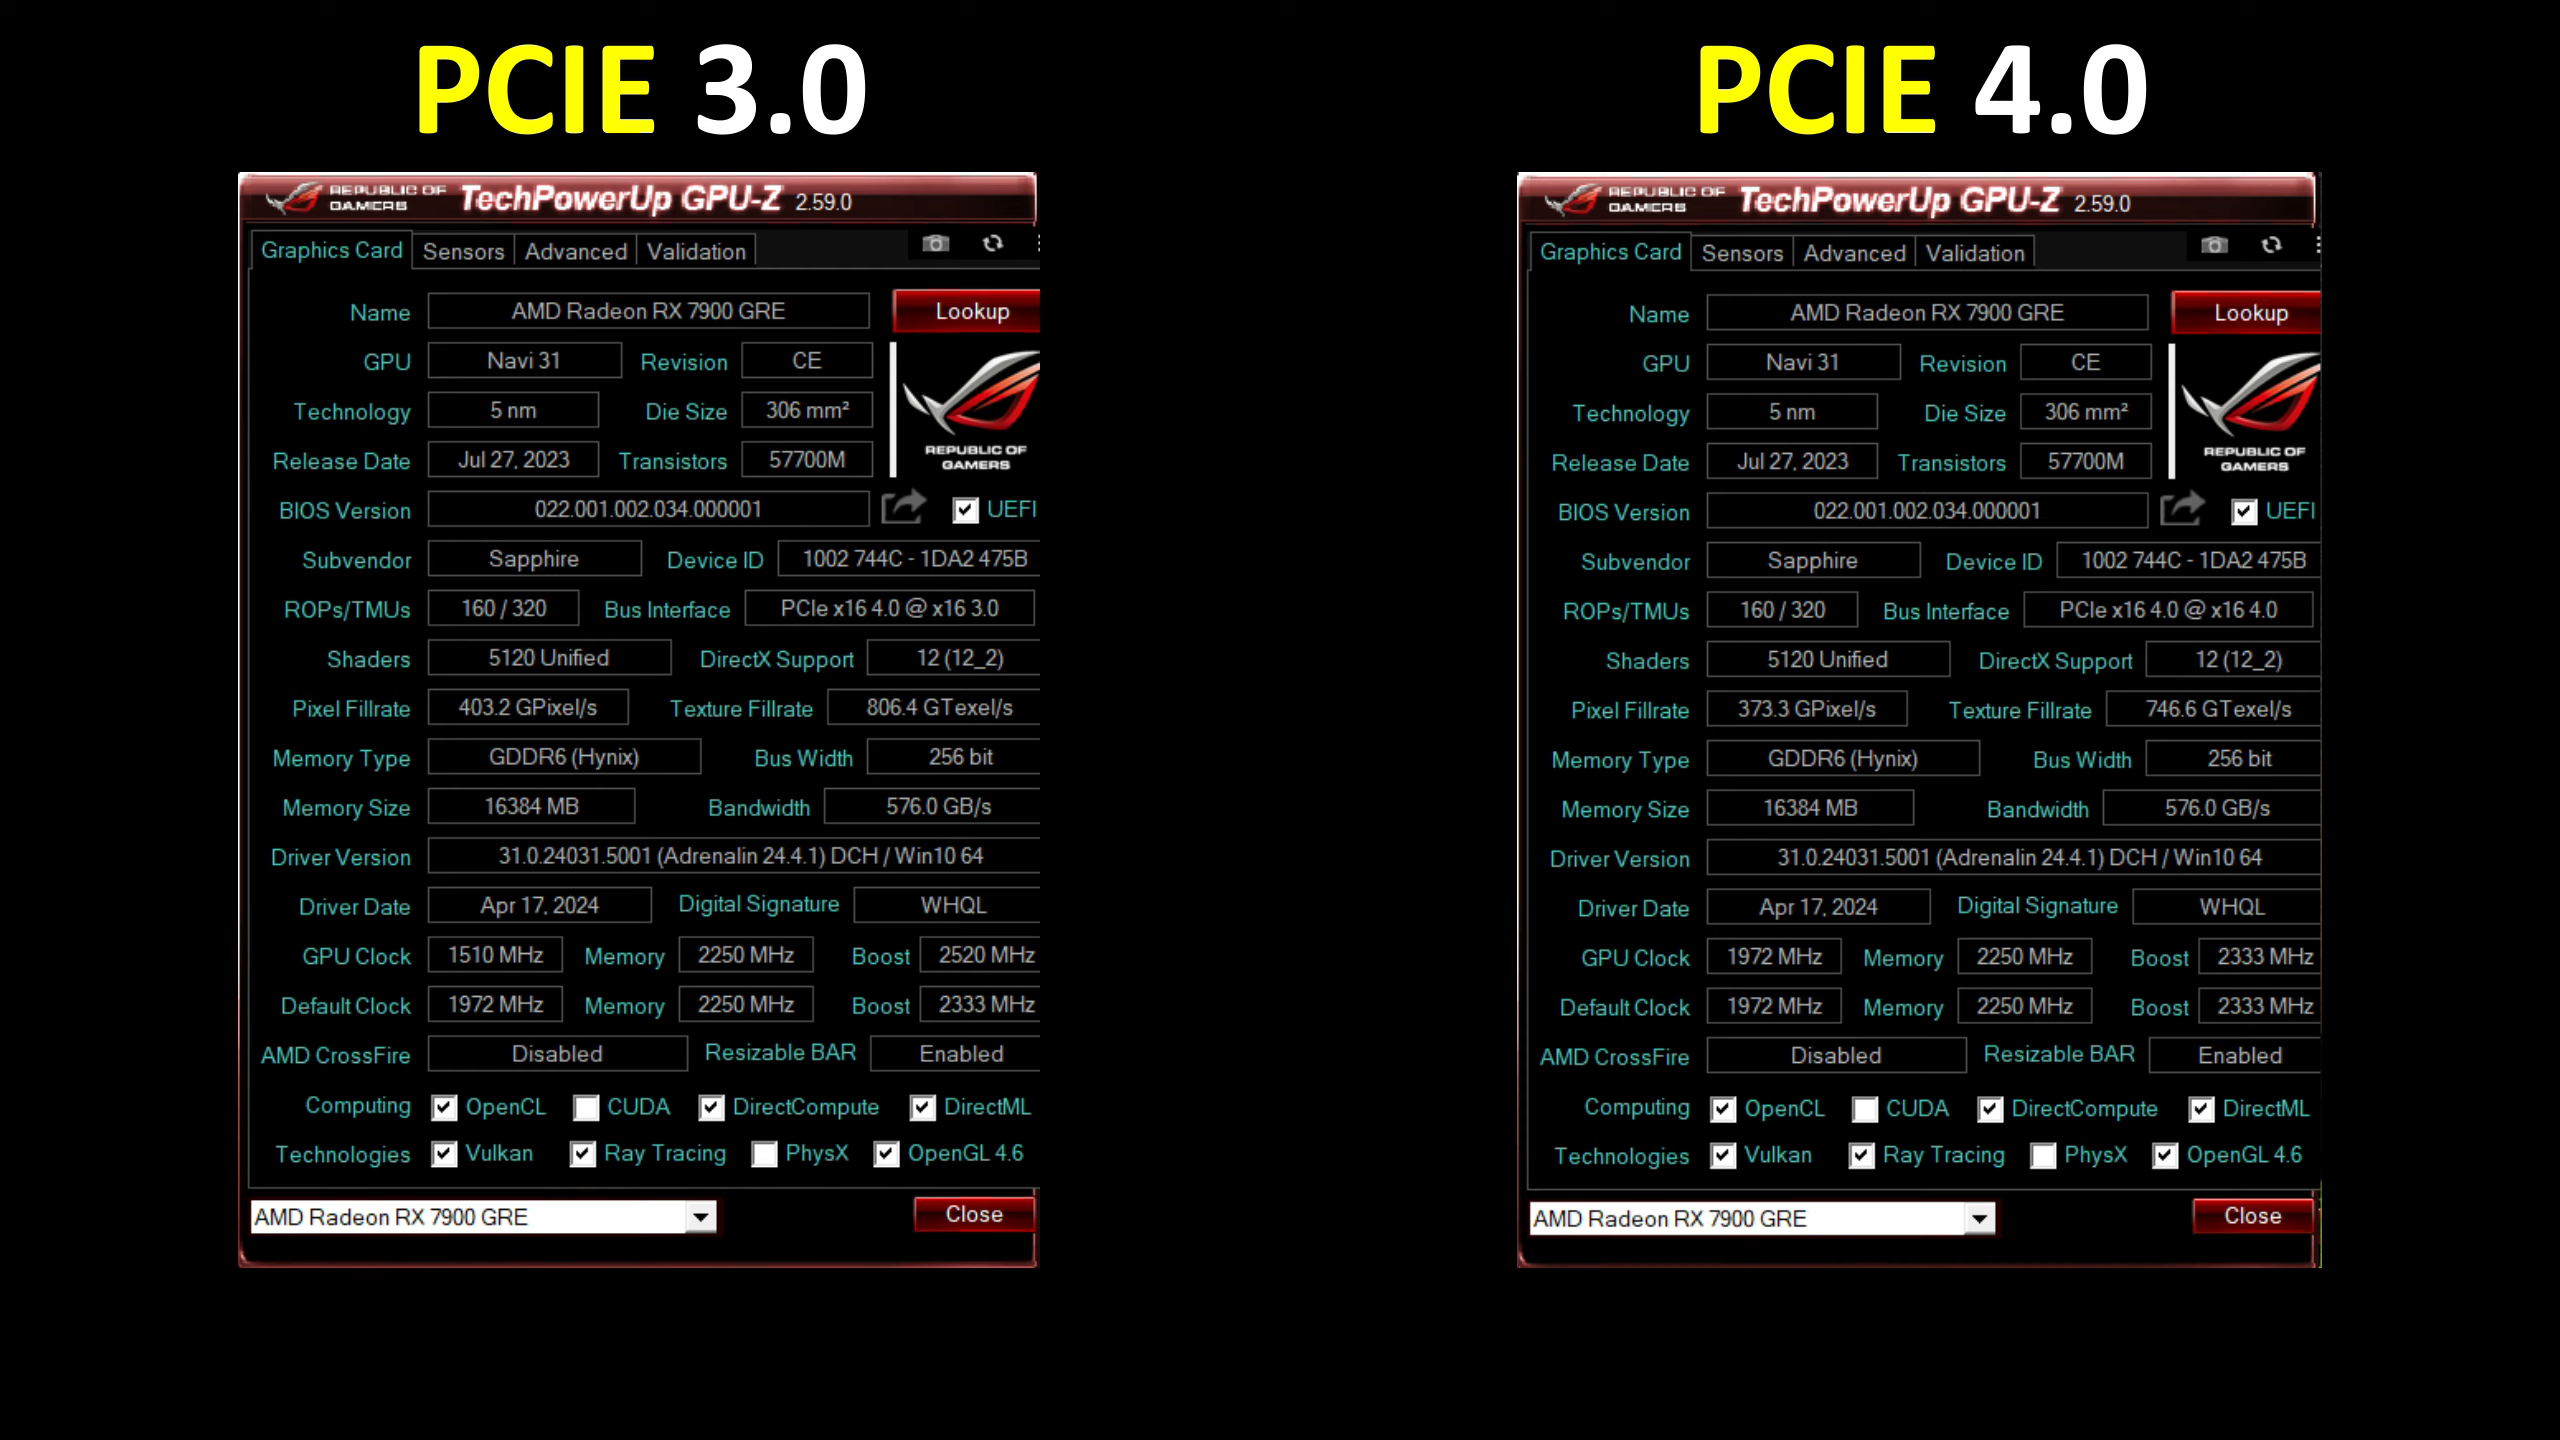 PCIE 3.0
REPUBLIC OF GAMERS TechPowerUp GPU-Z 2.59.0
Graphics Card Sensors Advanced Validation
Name AMD Radeon RX 7900 GRE Lookup
GPU Navi 31 Revision CE
Technology 5 nm Die Size 306 mm²
REPUBLIC OF
GAMERS
Release Date Jul 27, 2023 Transistors 57700M
BIOS Version 022.001.002.034.000001 UEFI
Subvendor Sapphire Device ID 1002 744C - 1DA2 475B
ROPs/TMUs 160 / 320 Bus Interface PCIe x16 4.0 @ x16 3.0
Shaders 5120 Unified DirectX Support 12 (12_2)
Pixel Fillrate 403.2 GPixel/s Texture Fillrate 806.4 GTexel/s
Memory Type GDDR6 (Hynix) Bus Width 256 bit
Memory Size 16384 MB Bandwidth 576.0 GB/s
Driver Version 31.0.24031.5001 (Adrenalin 24.4.1) DCH / Win10 64
Driver Date Apr 17, 2024 Digital Signature WHQL
GPU Clock 1510 MHz Memory 2250 MHz Boost 2520 MHz
Default Clock 1972 MHz Memory 2250 MHz Boost 2333 MHz
AMD CrossFire Disabled Resizable BAR Enabled
Computing OpenCL CUDA DirectCompute DirectML
Technologies Vulkan Ray Tracing PhysX OpenGL 4.6
AMD Radeon RX 7900 GRE Close
PCIE 4.0
REPUBLIC OF GAMERS TechPowerUp GPU-Z 2.59.0
Graphics Card Sensors Advanced Validation
Name AMD Radeon RX 7900 GRE Lookup
GPU Navi 31 Revision CE
Technology 5 nm Die Size 306 mm²
REPUBLIC OF
GAMERS
Release Date Jul 27, 2023 Transistors 57700M
BIOS Version 022.001.002.034.000001 UEFI
Subvendor Sapphire Device ID 1002 744C - 1DA2 475B
ROPs/TMUs 160 / 320 Bus Interface PCIe x16 4.0 @ x16 4.0
Shaders 5120 Unified DirectX Support 12 (12_2)
Pixel Fillrate 373.3 GPixel/s Texture Fillrate 746.6 GTexel/s
Memory Type GDDR6 (Hynix) Bus Width 256 bit
Memory Size 16384 MB Bandwidth 576.0 GB/s
Driver Version 31.0.24031.5001 (Adrenalin 24.4.1) DCH / Win10 64
Driver Date Apr 17, 2024 Digital Signature WHQL
GPU Clock 1972 MHz Memory 2250 MHz Boost 2333 MHz
Default Clock 1972 MHz Memory 2250 MHz Boost 2333 MHz
AMD CrossFire Disabled Resizable BAR Enabled
Computing OpenCL CUDA DirectCompute DirectML
Technologies Vulkan Ray Tracing PhysX OpenGL 4.6
AMD Radeon RX 7900 GRE Close